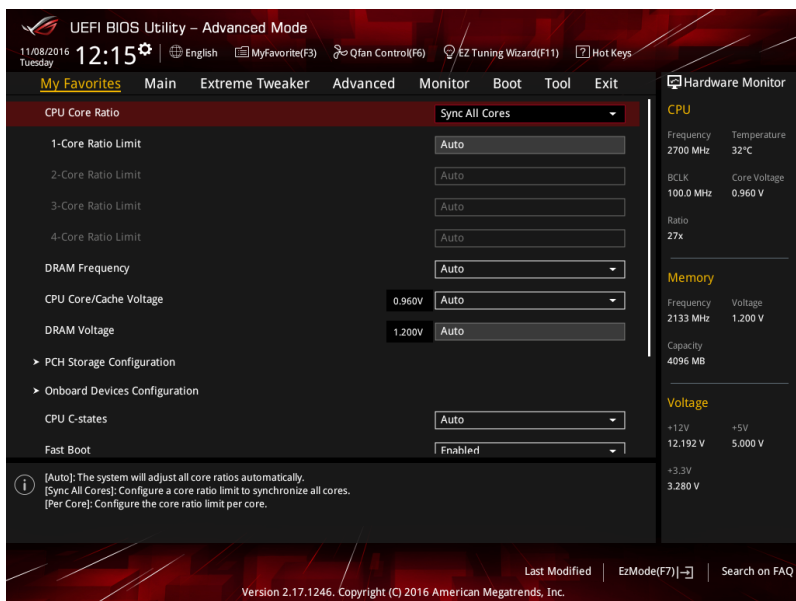 UEFI BIOS Utility – Advanced Mode
11/08/2016 Tuesday 12:15 English MyFavorite(F3) Qfan Control(F6) EZ Tuning Wizard(F11) ? Hot Keys
My Favorites Main Extreme Tweaker Advanced Monitor Boot Tool Exit
CPU Core Ratio Sync All Cores
1-Core Ratio Limit Auto
2-Core Ratio Limit Auto
3-Core Ratio Limit Auto
4-Core Ratio Limit Auto
DRAM Frequency Auto
CPU Core/Cache Voltage 0.960V Auto
DRAM Voltage 1.200V Auto
> PCH Storage Configuration
> Onboard Devices Configuration
CPU C-states Auto
Fast Boot Enabled
[Auto]: The system will adjust all core ratios automatically.
[Sync All Cores]: Configure a core ratio limit to synchronize all cores.
[Per Core]: Configure the core ratio limit per core.
Hardware Monitor
CPU
Frequency Temperature
2700 MHz 32°C
BCLK Core Voltage
100.0 MHz 0.960 V
Ratio
27x
Memory
Frequency Voltage
2133 MHz 1.200 V
Capacity
4096 MB
Voltage
+12V +5V
12.192 V 5.000 V
+3.3V
3.280 V
Last Modified EzMode(F7) Search on FAQ
Version 2.17.1246. Copyright (C) 2016 American Megatrends, Inc.